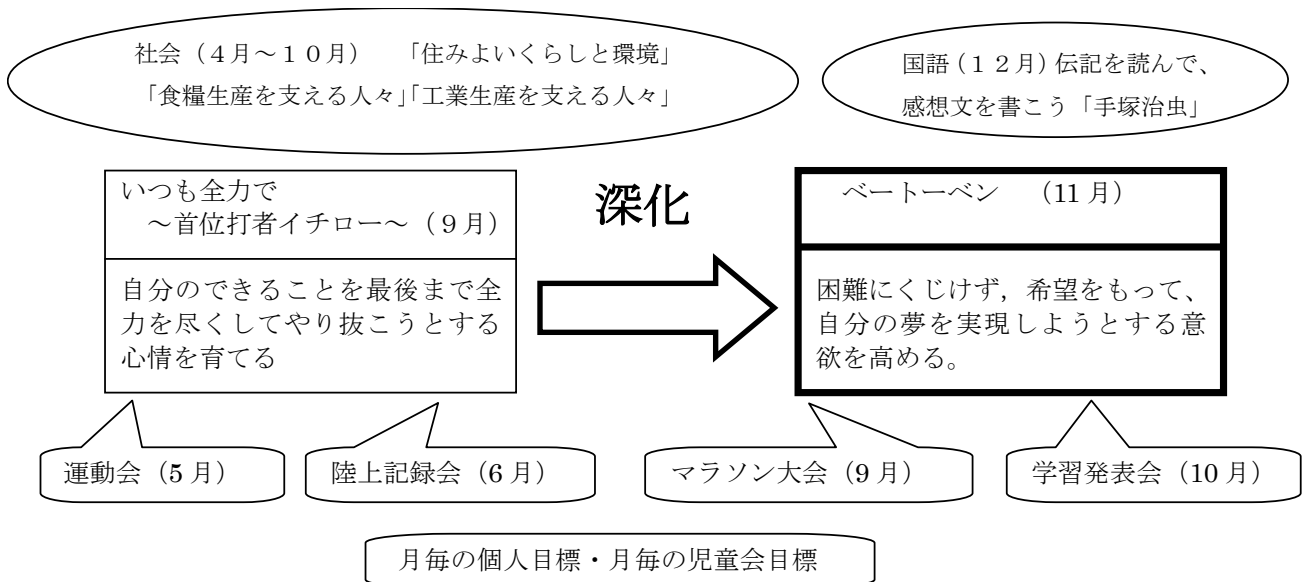 社会（４月～１０月）　「住みよいくらしと環境」
「食糧生産を支える人々」「工業生産を支える人々」
国語（１２月）伝記を読んで、
感想文を書こう「手塚治虫」
いつも全力で
～首位打者イチロー～（９月）
自分のできることを最後まで全
力を尽くしてやり抜こうとする
心情を育てる
深化
ベートーベン　（11 月）
困難にくじけず，希望をもって、
自分の夢を実現しようとする意
欲を高める。
運動会（5 月）
陸上記録会（6 月）
マラソン大会（9 月）
学習発表会（10 月）
月毎の個人目標・月毎の児童会目標